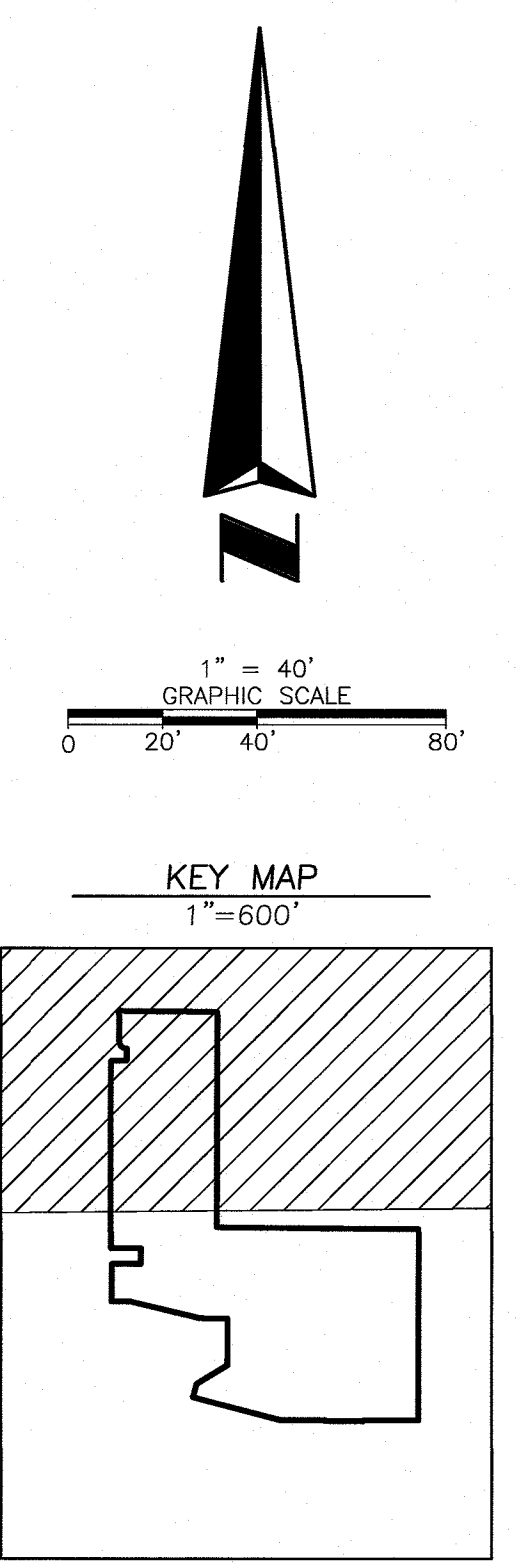 N
1" = 40'
GRAPHIC SCALE
0 20' 40' 80'
KEY MAP
1"=600'